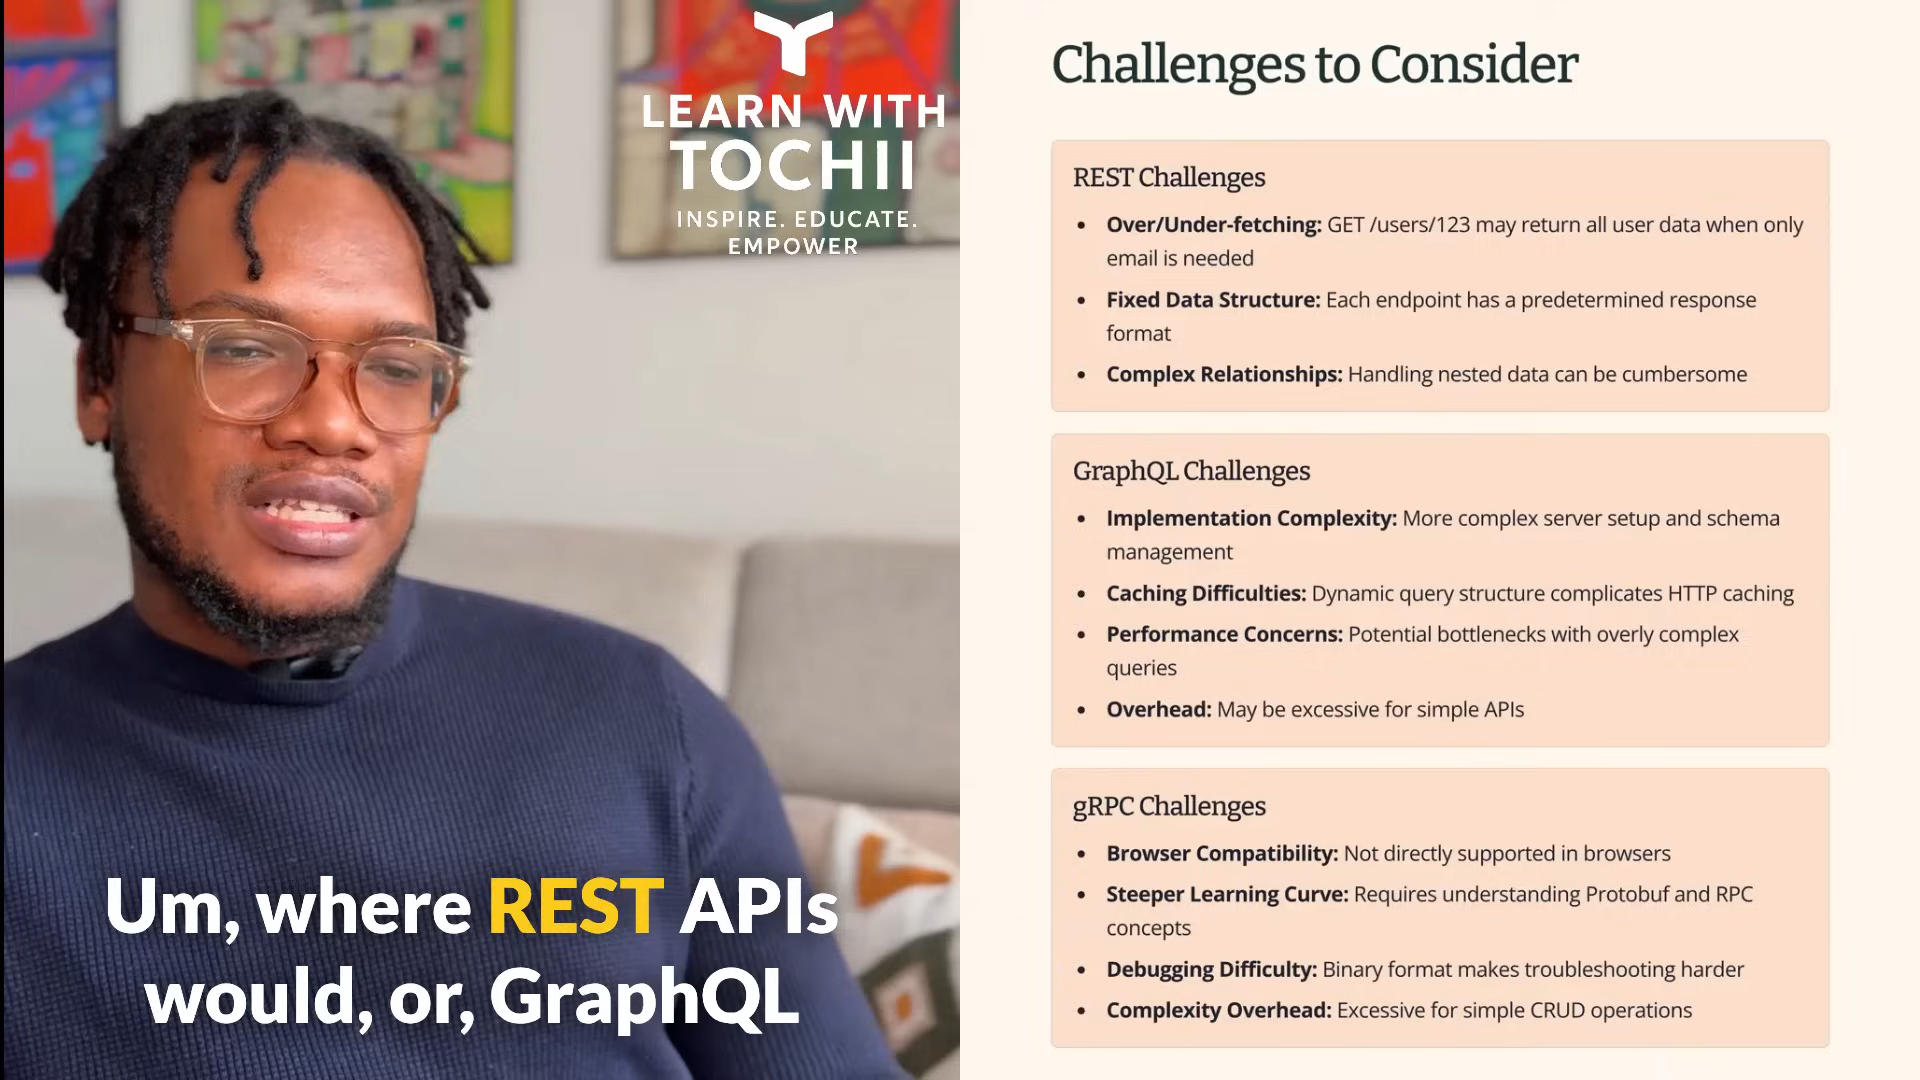 LEARN WITH
TOCHII
INSPIRE. EDUCATE.
EMPOWER
Um, where REST APIs
would, or, GraphQL
Challenges to Consider
REST Challenges
• Over/Under-fetching: GET /users/123 may return all user data when only
email is needed
• Fixed Data Structure: Each endpoint has a predetermined response
format
• Complex Relationships: Handling nested data can be cumbersome
GraphQL Challenges
• Implementation Complexity: More complex server setup and schema
management
• Caching Difficulties: Dynamic query structure complicates HTTP caching
• Performance Concerns: Potential bottlenecks with overly complex
queries
• Overhead: May be excessive for simple APIs
gRPC Challenges
• Browser Compatibility: Not directly supported in browsers
• Steeper Learning Curve: Requires understanding Protobuf and RPC
concepts
• Debugging Difficulty: Binary format makes troubleshooting harder
• Complexity Overhead: Excessive for simple CRUD operations